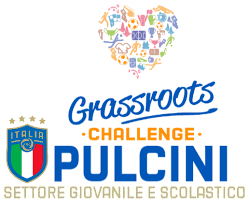 Grassroots
• CHALLENGE •
ITALIA
PULCINI
SETTORE GIOVANILE E SCOLASTICO